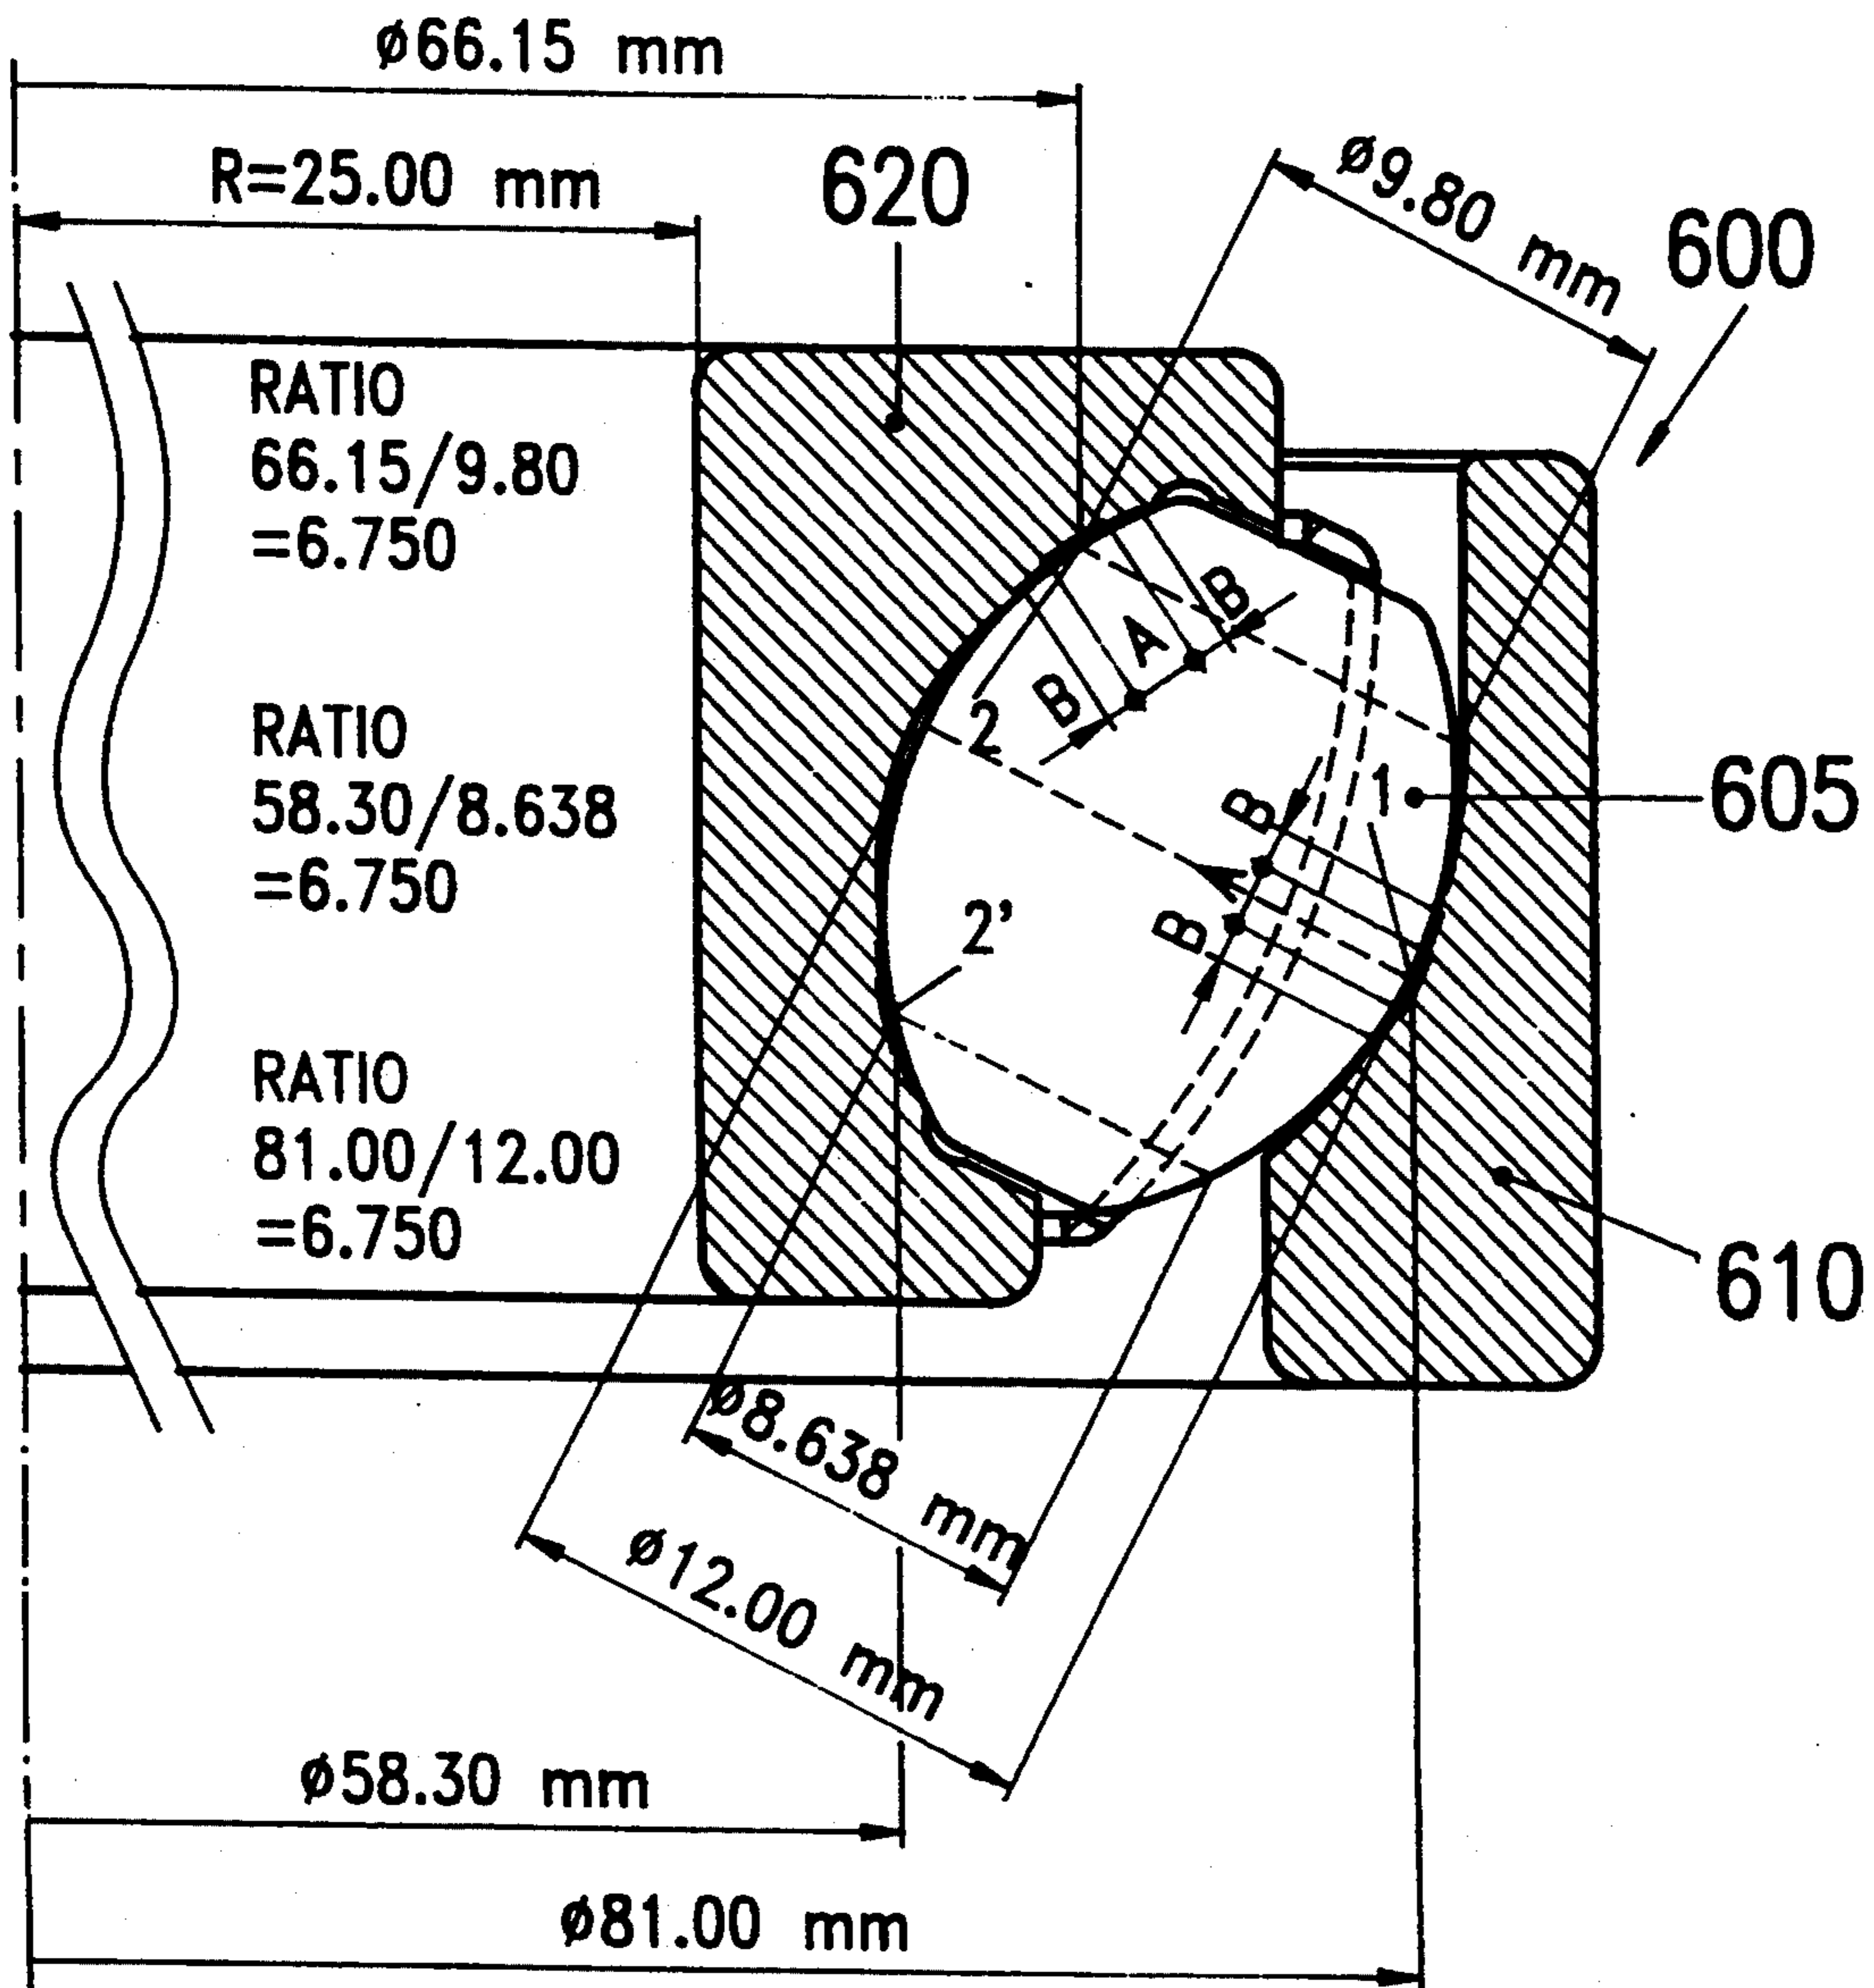 ø66.15 mm
R=25.00 mm
620
ø9.80 mm
600
RATIO
66.15/9.80
=6.750
B
A
B
2
1
605
B
B
2'
RATIO
58.30/8.638
=6.750
RATIO
81.00/12.00
=6.750
610
ø8.638 mm
ø12.00 mm
ø58.30 mm
ø81.00 mm